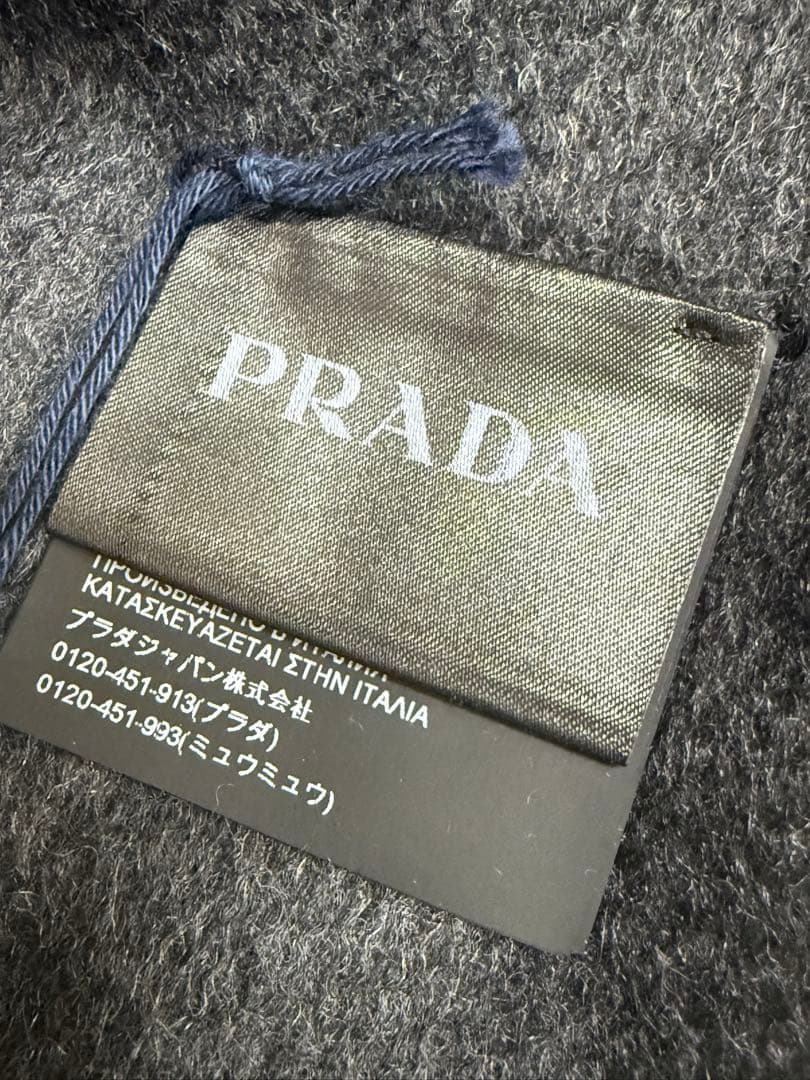 PRADA
ПРОИЗВЕДЕНО В ИТАЛИИ
ΚΑΤΑΣΚΕΥΑΖΕΤΑΙ ΣΤΗΝ ΙΤΑΛΙΑ
プラダジャパン株式会社
0120-451-913(プラダ)
0120-451-993(ミュウミュウ)